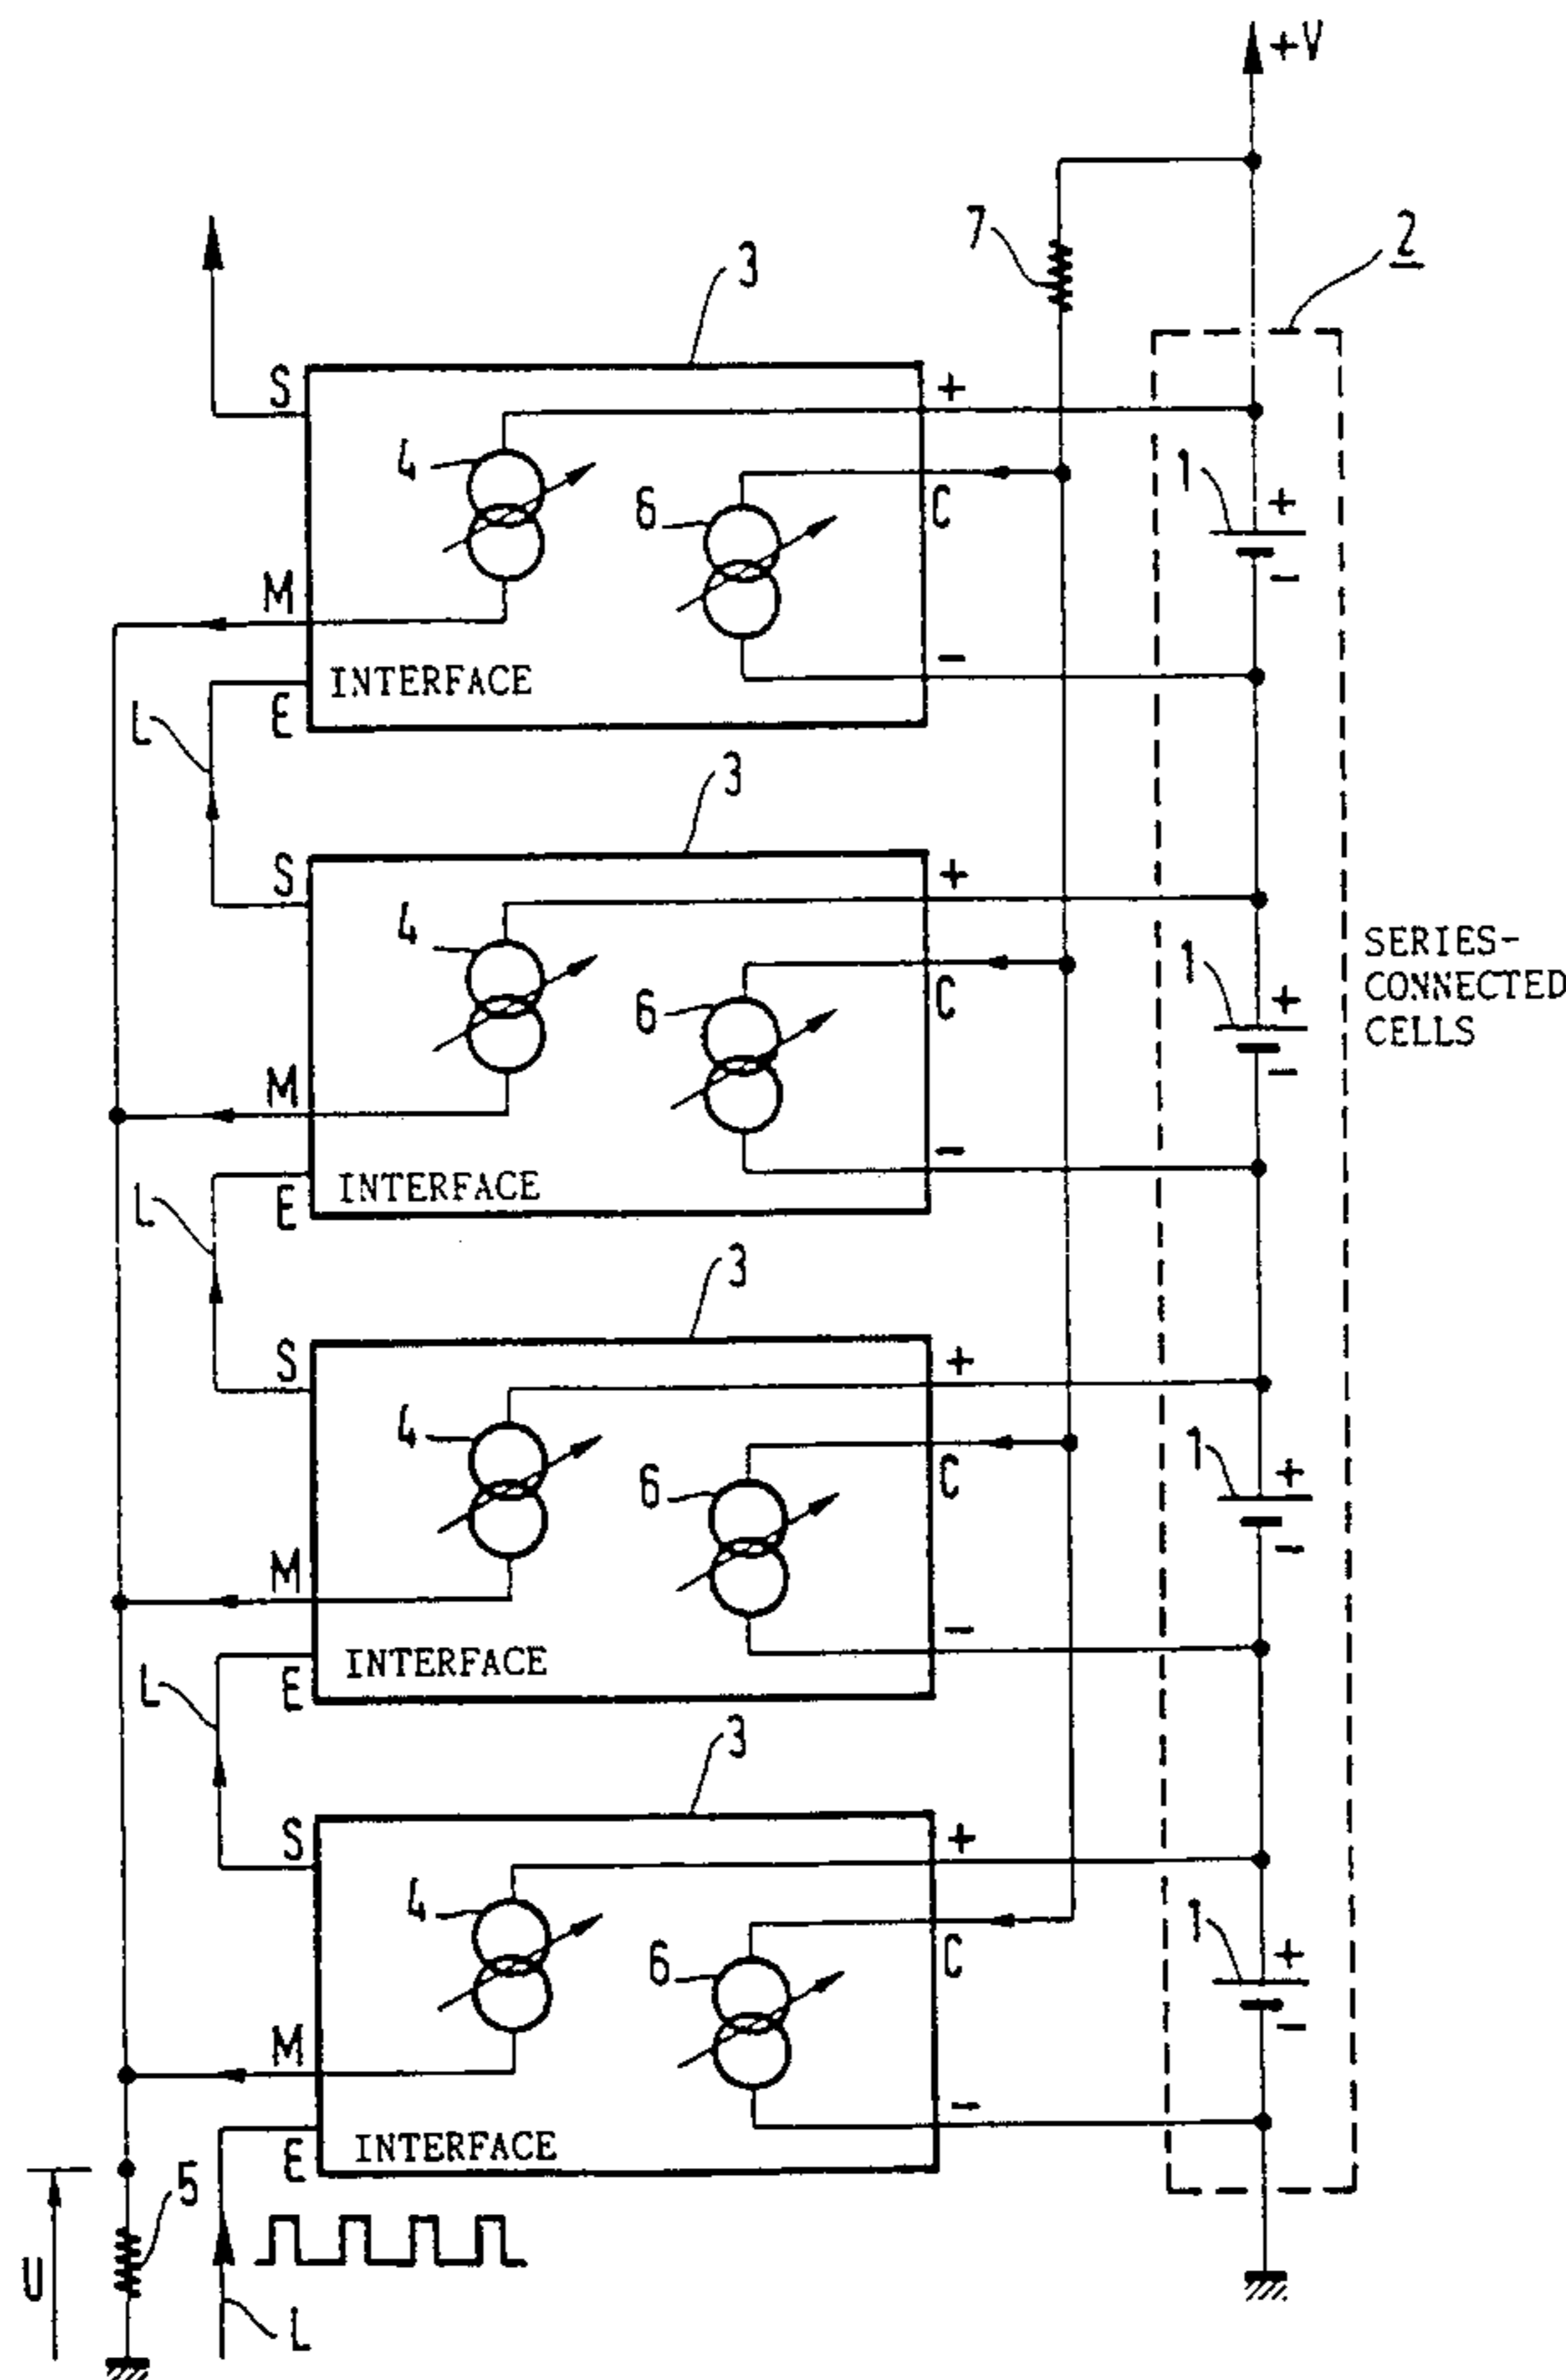 +V
7
2
3
S
+
4
6
C
1
+
-
M
-
INTERFACE
E
L
3
S
+
4
6
C
1
+
-
SERIES-
CONNECTED
CELLS
M
-
INTERFACE
E
L
3
S
+
4
6
C
1
+
-
M
-
INTERFACE
E
L
3
S
+
4
6
C
1
+
-
M
-
INTERFACE
E
5
U
L